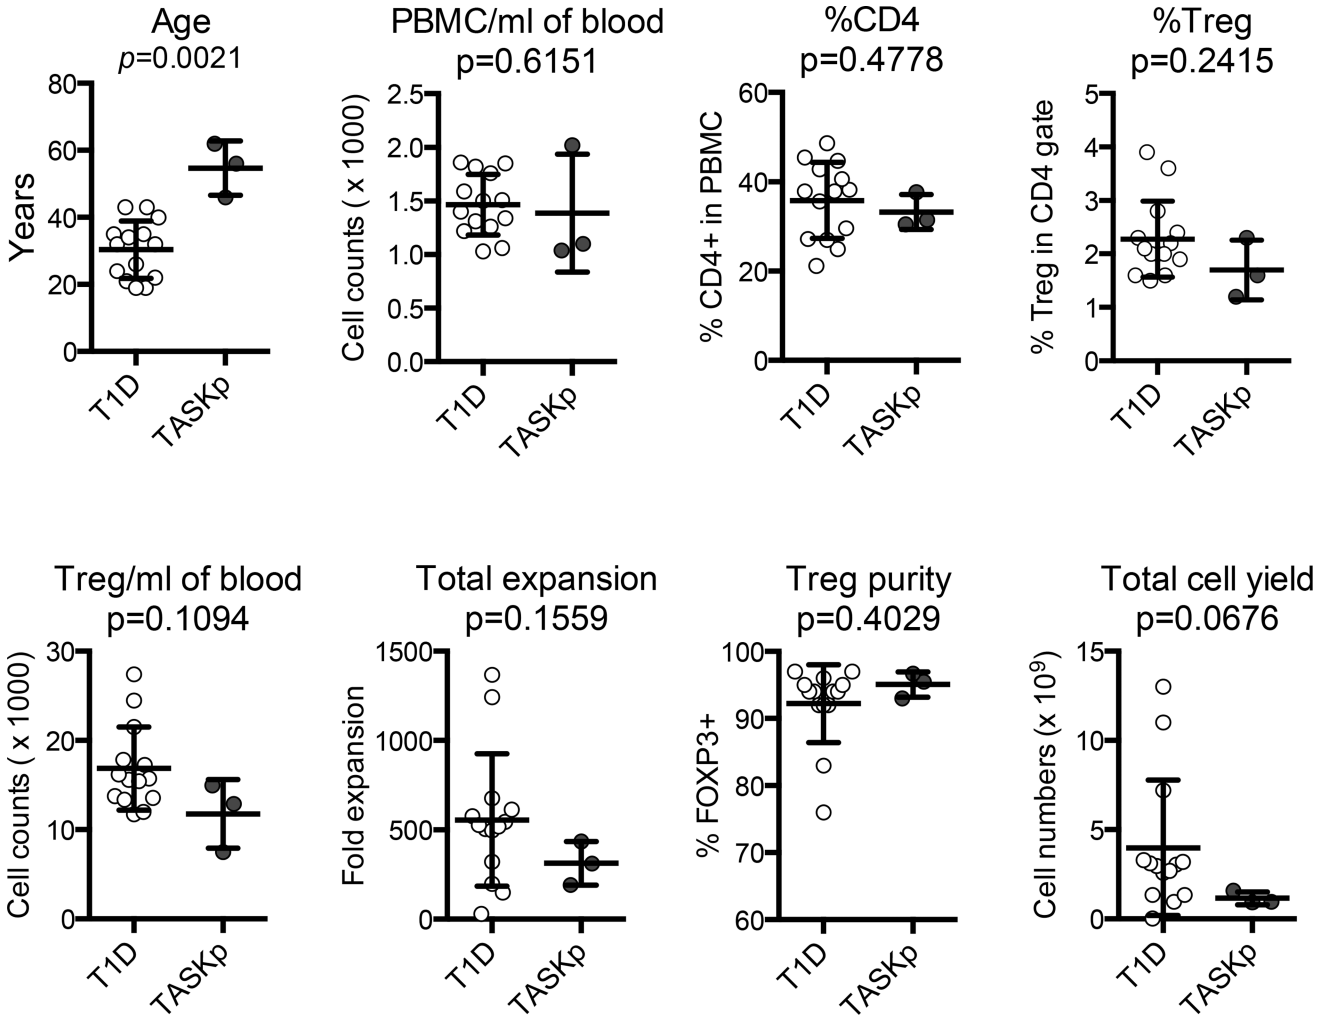 Age
p=0.0021
Years
80
60
40
20
0
T1D
TASKp
PBMC/ml of blood
p=0.6151
Cell counts ( x 1000)
2.5
2.0
1.5
1.0
0.5
0.0
T1D
TASKp
%CD4
p=0.4778
% CD4+ in PBMC
60
40
20
0
T1D
TASKp
%Treg
p=0.2415
% Treg in CD4 gate
5
4
3
2
1
0
T1D
TASKp
Treg/ml of blood
p=0.1094
Cell counts ( x 1000)
30
20
10
0
T1D
TASKp
Total expansion
p=0.1559
Fold expansion
1500
1000
500
0
T1D
TASKp
Treg purity
p=0.4029
% FOXP3+
100
90
80
70
60
T1D
TASKp
Total cell yield
p=0.0676
Cell numbers (x 10⁹)
15
10
5
0
T1D
TASKp